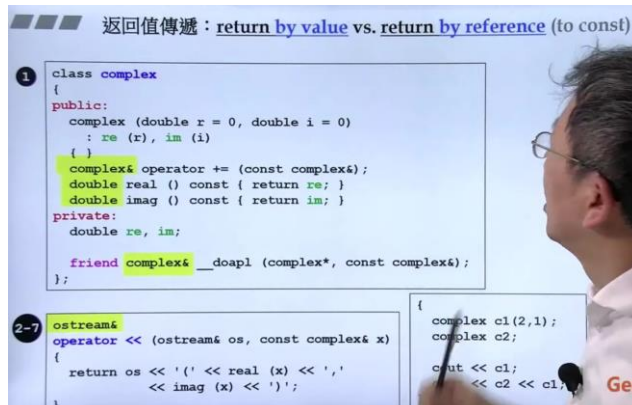 返回值傳遞：return by value vs. return by reference (to const)
1
class complex
{
public:
complex (double r = 0, double i = 0)
: re (r), im (i)
{ }
complex& operator += (const complex&);
double real () const { return re; }
double imag () const { return im; }
private:
double re, im;
friend complex& __doapl (complex*, const complex&);
};
2-7
ostream&
operator << (ostream& os, const complex& x)
{
return os << '(' << real (x) << ','
<< imag (x) << ')';
}
{
complex c1(2,1);
complex c2;
cout << c1;
<< c2 << c1;
Ge